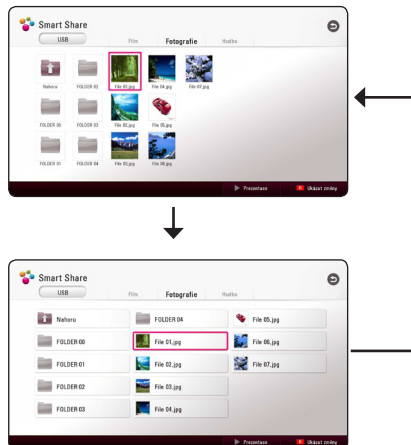 Smart Share
USB Film Fotografie Hudba
Nahoru FOLDER 02 File 01.jpg File 04.jpg File 07.jpg
FOLDER 00 FOLDER 03 File 02.jpg File 05.jpg
FOLDER 01 FOLDER 04 File 03.jpg File 06.jpg
Prezentace Ukázat změny
Smart Share
USB Film Fotografie Hudba
Nahoru FOLDER 04 File 05.jpg
FOLDER 00 File 01.jpg File 06.jpg
FOLDER 01 File 02.jpg File 07.jpg
FOLDER 02 File 03.jpg
FOLDER 03 File 04.jpg
Prezentace Ukázat změny